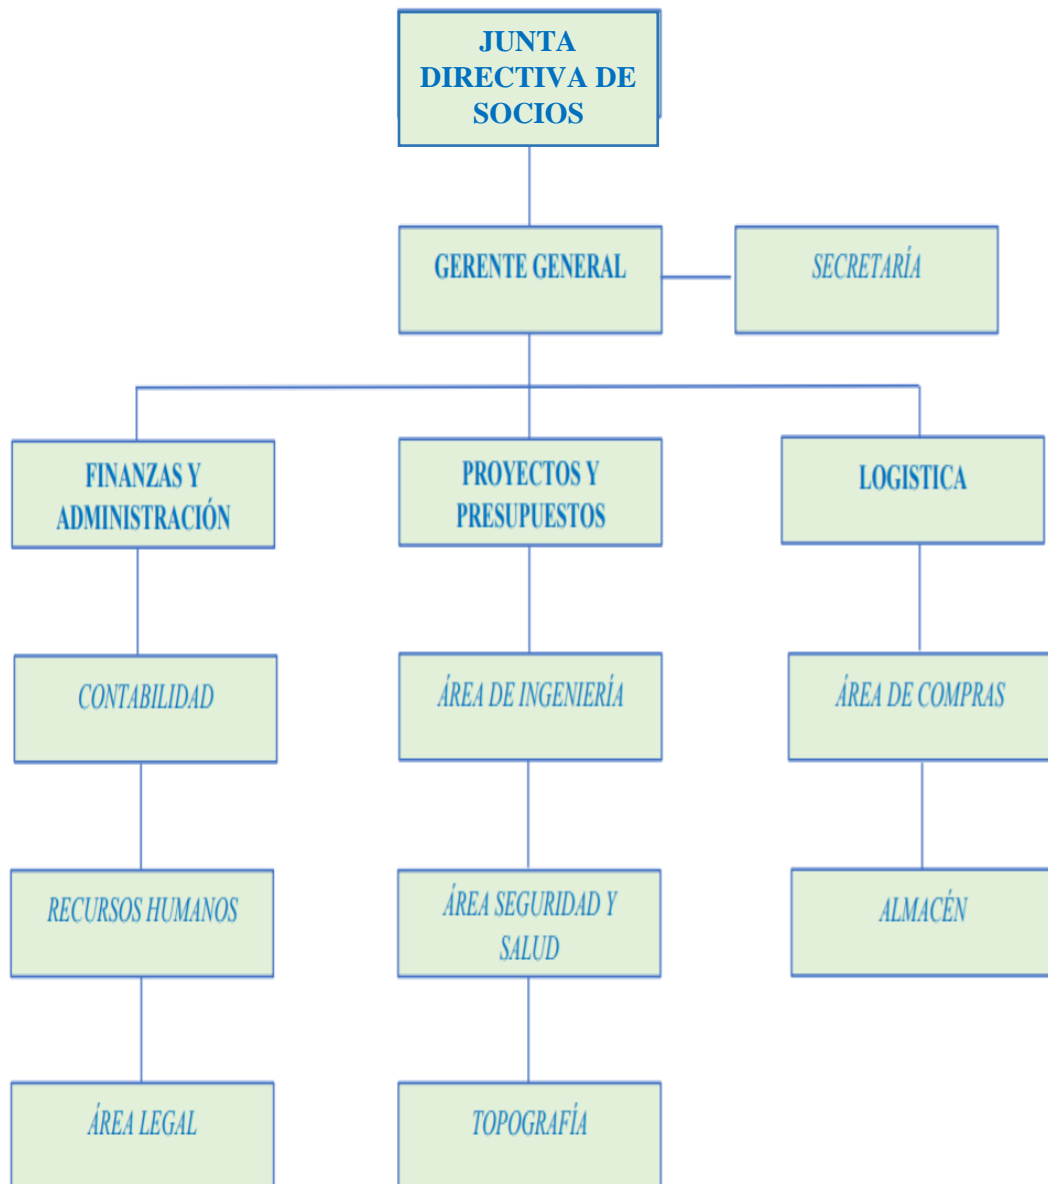 JUNTA
DIRECTIVA DE
SOCIOS
GERENTE GENERAL
SECRETARÍA
FINANZAS Y
ADMINISTRACIÓN
PROYECTOS Y
PRESUPUESTOS
LOGISTICA
CONTABILIDAD
ÁREA DE INGENIERÍA
ÁREA DE COMPRAS
RECURSOS HUMANOS
ÁREA SEGURIDAD Y
SALUD
ALMACÉN
ÁREA LEGAL
TOPOGRAFÍA